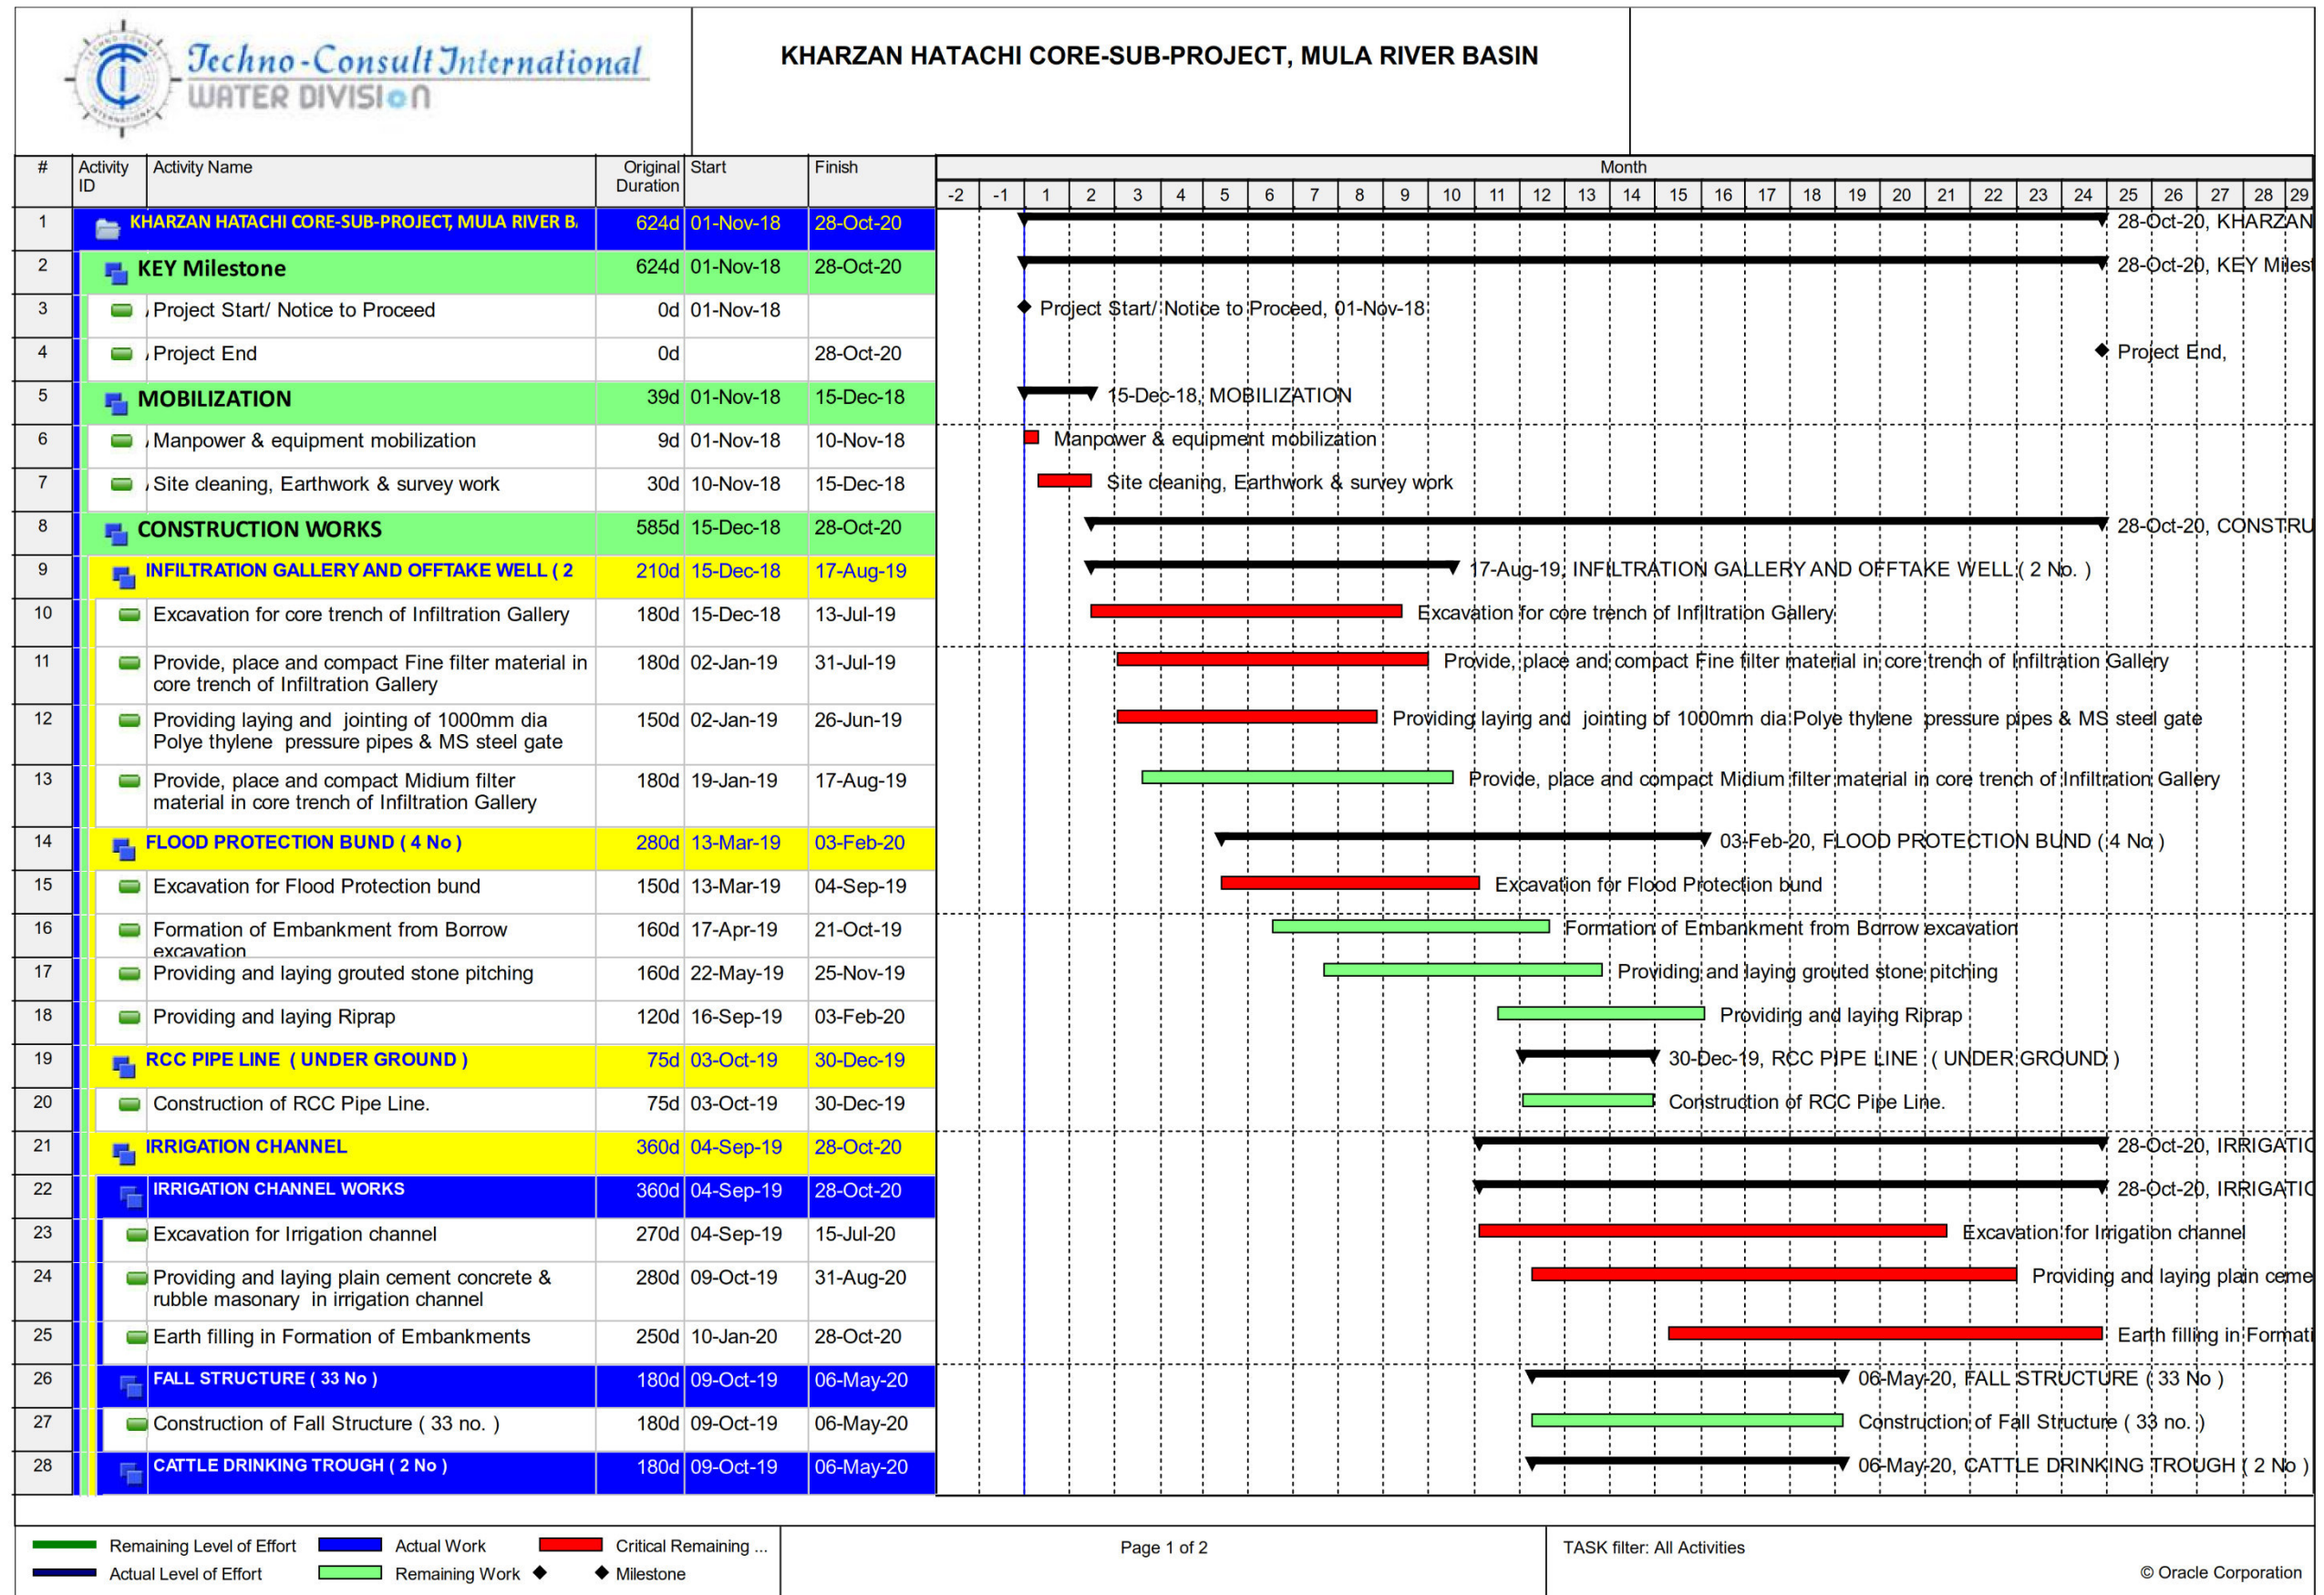 Techno-Consult International
WATER DIVISION
TECHNO-CONSULT
INTERNATIONAL
KHARZAN HATACHI CORE-SUB-PROJECT, MULA RIVER BASIN
# Activity ID Activity Name Original Duration Start Finish Month
-2 -1 1 2 3 4 5 6 7 8 9 10 11 12 13 14 15 16 17 18 19 20 21 22 23 24 25 26 27 28 29
1 KHARZAN HATACHI CORE-SUB-PROJECT, MULA RIVER B 624d 01-Nov-18 28-Oct-20 28-Oct-20, KHARZAN
2 KEY Milestone 624d 01-Nov-18 28-Oct-20 28-Oct-20, KEY Milest
3 Project Start/ Notice to Proceed 0d 01-Nov-18 Project Start/ Notice to Proceed, 01-Nov-18
4 Project End 0d 28-Oct-20 Project End,
5 MOBILIZATION 39d 01-Nov-18 15-Dec-18 15-Dec-18, MOBILIZATION
6 Manpower & equipment mobilization 9d 01-Nov-18 10-Nov-18 Manpower & equipment mobilization
7 Site cleaning, Earthwork & survey work 30d 10-Nov-18 15-Dec-18 Site cleaning, Earthwork & survey work
8 CONSTRUCTION WORKS 585d 15-Dec-18 28-Oct-20 28-Oct-20, CONSTRU
9 INFILTRATION GALLERY AND OFFTAKE WELL ( 2 210d 15-Dec-18 17-Aug-19 17-Aug-19, INFILTRATION GALLERY AND OFFTAKE WELL ( 2 No. )
10 Excavation for core trench of Infiltration Gallery 180d 15-Dec-18 13-Jul-19 Excavation for core trench of Infiltration Gallery
11 Provide, place and compact Fine filter material in 180d 02-Jan-19 31-Jul-19 Provide, place and compact Fine filter material in core trench of Infiltration Gallery
core trench of Infiltration Gallery
12 Providing laying and jointing of 1000mm dia 150d 02-Jan-19 26-Jun-19 Providing laying and jointing of 1000mm dia Polye thylene pressure pipes & MS steel gate
Polye thylene pressure pipes & MS steel gate
13 Provide, place and compact Midium filter 180d 19-Jan-19 17-Aug-19 Provide, place and compact Midium filter material in core trench of Infiltration Gallery
material in core trench of Infiltration Gallery
14 FLOOD PROTECTION BUND ( 4 No ) 280d 13-Mar-19 03-Feb-20 03-Feb-20, FLOOD PROTECTION BUND ( 4 No )
15 Excavation for Flood Protection bund 150d 13-Mar-19 04-Sep-19 Excavation for Flood Protection bund
16 Formation of Embankment from Borrow 160d 17-Apr-19 21-Oct-19 Formation of Embankment from Borrow excavation
excavation
17 Providing and laying grouted stone pitching 160d 22-May-19 25-Nov-19 Providing and laying grouted stone pitching
18 Providing and laying Riprap 120d 16-Sep-19 03-Feb-20 Providing and laying Riprap
19 RCC PIPE LINE ( UNDER GROUND ) 75d 03-Oct-19 30-Dec-19 30-Dec-19, RCC PIPE LINE ( UNDER GROUND )
20 Construction of RCC Pipe Line. 75d 03-Oct-19 30-Dec-19 Construction of RCC Pipe Line.
21 IRRIGATION CHANNEL 360d 04-Sep-19 28-Oct-20 28-Oct-20, IRRIGATIO
22 IRRIGATION CHANNEL WORKS 360d 04-Sep-19 28-Oct-20 28-Oct-20, IRRIGATIO
23 Excavation for Irrigation channel 270d 04-Sep-19 15-Jul-20 Excavation for Irrigation channel
24 Providing and laying plain cement concrete & 280d 09-Oct-19 31-Aug-20 Providing and laying plain ceme
rubble masonary in irrigation channel
25 Earth filling in Formation of Embankments 250d 10-Jan-20 28-Oct-20 Earth filling in Formati
26 FALL STRUCTURE ( 33 No ) 180d 09-Oct-19 06-May-20 06-May-20, FALL STRUCTURE ( 33 No )
27 Construction of Fall Structure ( 33 no. ) 180d 09-Oct-19 06-May-20 Construction of Fall Structure ( 33 no. )
28 CATTLE DRINKING TROUGH ( 2 No ) 180d 09-Oct-19 06-May-20 06-May-20, CATTLE DRINKING TROUGH ( 2 No )
Remaining Level of Effort Actual Work Critical Remaining ...
Actual Level of Effort Remaining Work Milestone
Page 1 of 2
TASK filter: All Activities
© Oracle Corporation